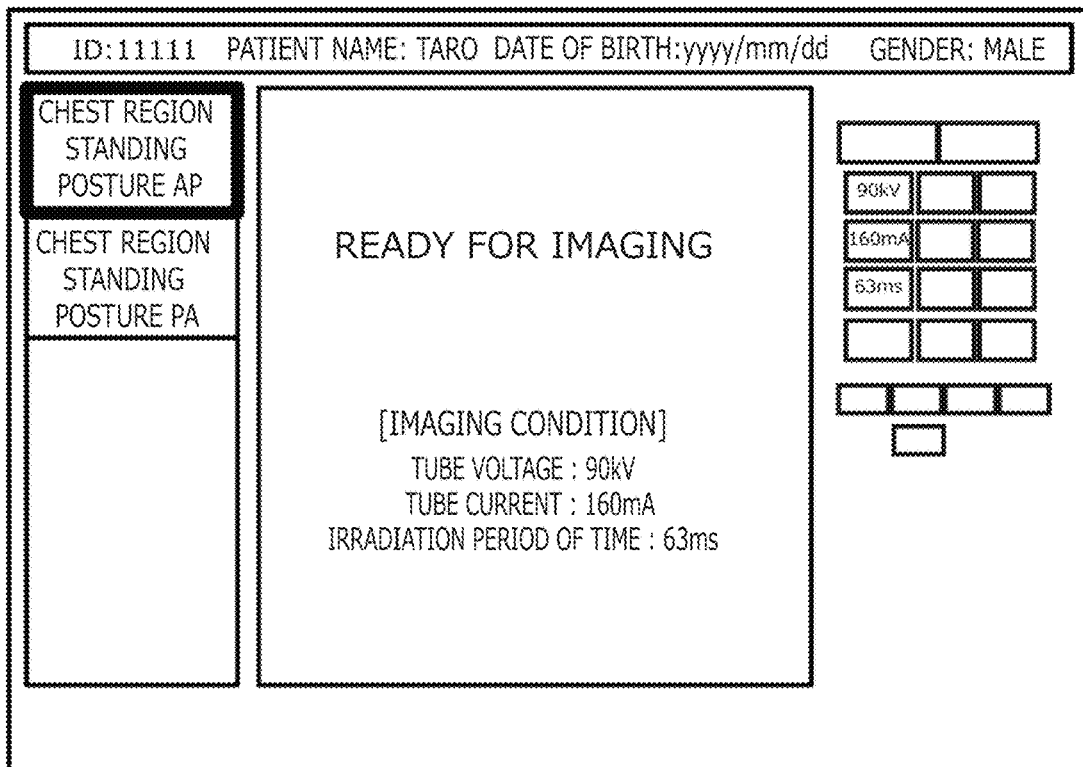 ID:11111 PATIENT NAME: TARO DATE OF BIRTH:yyyy/mm/dd GENDER: MALE
CHEST REGION
STANDING
POSTURE AP
CHEST REGION
STANDING
POSTURE PA
READY FOR IMAGING
[IMAGING CONDITION]
TUBE VOLTAGE : 90kV
TUBE CURRENT : 160mA
IRRADIATION PERIOD OF TIME : 63ms
90kV
160mA
63ms